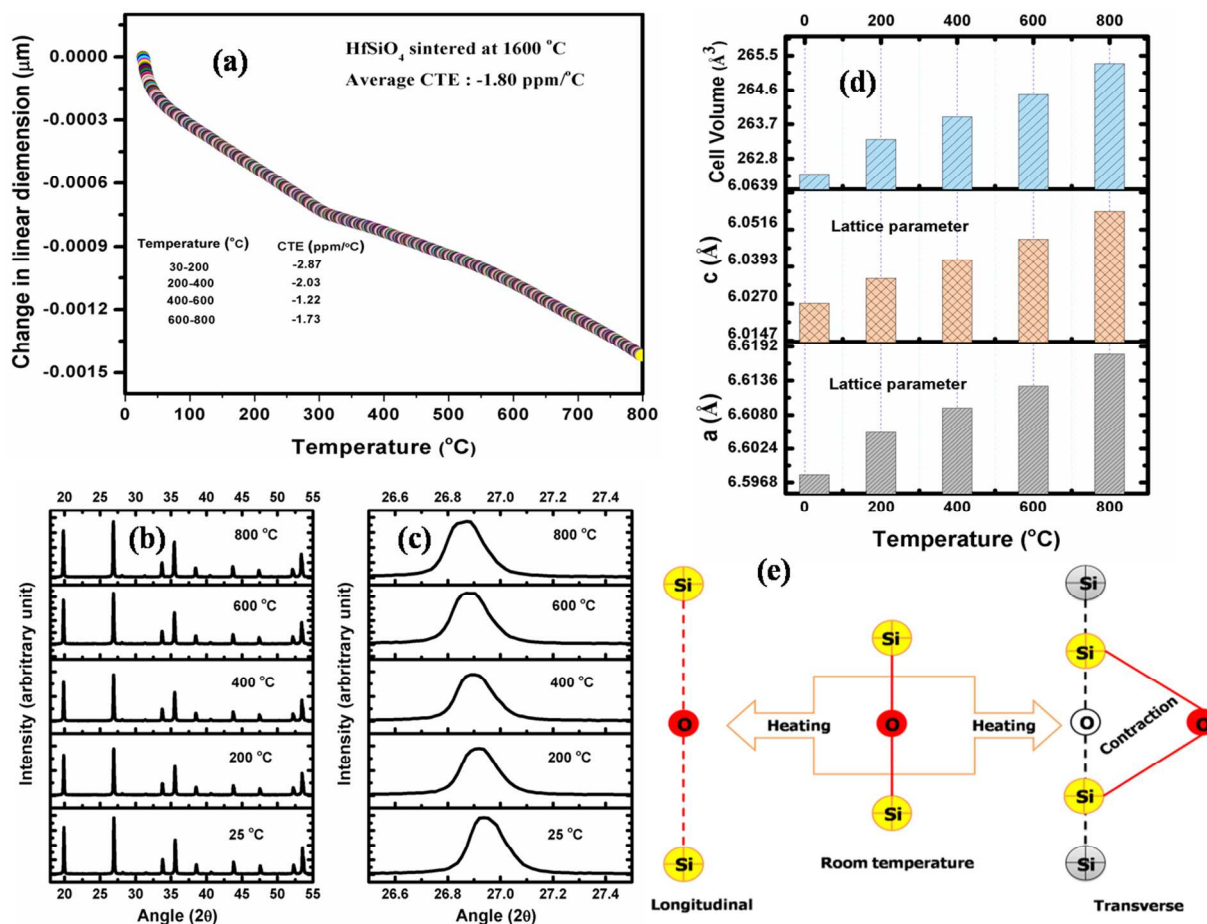 (a)
HfSiO4 sintered at 1600 °C
Average CTE : -1.80 ppm/°C
Change in linear diemension (μm)
0.0000
-0.0003
-0.0006
-0.0009
-0.0012
-0.0015
Temperature (°C) CTE (ppm/°C)
30-200 -2.87
200-400 -2.03
400-600 -1.22
600-800 -1.73
0 100 200 300 400 500 600 700 800
Temperature (°C)
0 200 400 600 800
(d)
Cell Volume (Å3)
265.5
264.6
263.7
262.8
6.0639
Lattice parameter
c (Å)
6.0516
6.0393
6.0270
6.0147
6.6192
Lattice parameter
a (Å)
6.6136
6.6080
6.6024
6.5968
0 200 400 600 800
Temperature (°C)
20 25 30 35 40 45 50 55
(b)
Intensity (arbritrary unit)
800 °C
600 °C
400 °C
200 °C
25 °C
20 25 30 35 40 45 50 55
Angle (2θ)
26.6 26.8 27.0 27.2 27.4
(c)
Intensity (arbritrary unit)
800 °C
600 °C
400 °C
200 °C
25 °C
26.6 26.8 27.0 27.2 27.4
Angle (2θ)
(e)
Si
O
Si
Longitudinal
Heating
Si
O
Si
Room temperature
Heating
Si
Si
O
Contraction
O
Si
Si
Transverse